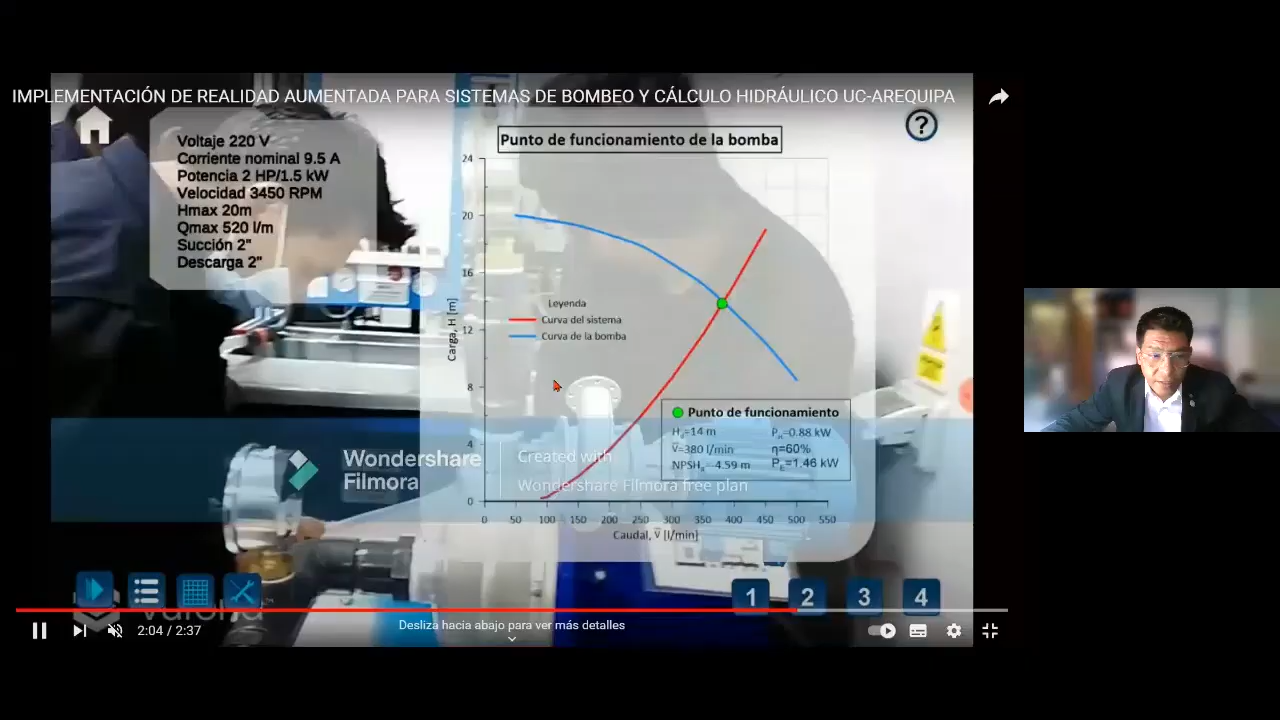 IMPLEMENTACIÓN DE REALIDAD AUMENTADA PARA SISTEMAS DE BOMBEO Y CÁLCULO HIDRÁULICO UC-AREQUIPA
Voltaje 220 V
Corriente nominal 9.5 A
Potencia 2 HP/1.5 kW
Velocidad 3450 RPM
Hmax 20m
Qmax 520 l/m
Succión 2"
Descarga 2"
?
Punto de funcionamiento de la bomba
24
20
16
12
8
4
0
Carga, H [m]
Leyenda
Curva del sistema
Curva de la bomba
Punto de funcionamiento
V̅=380 l/min
η=60%
0 50 100 150 200 250 300 350 400 450 500 550
Caudal, V̅ [l/min]
Wondershare
Filmora
Created with
Wondershare Filmora free plan
1 2 3 4
2:04 / 2:37
Desliza hacia abajo para ver más detalles